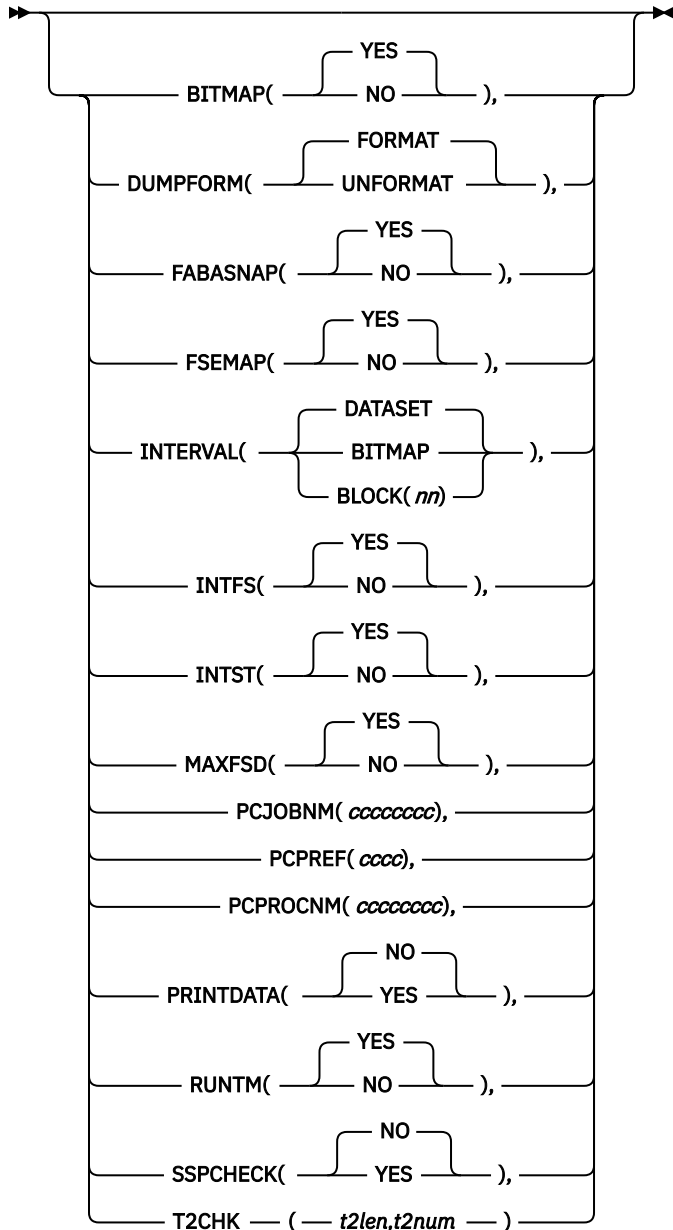 YES
BITMAP( NO ),
FORMAT
DUMPFORM( UNFORMAT ),
YES
FABASNAP( NO ),
YES
FSEMAP( NO ),
DATASET
INTERVAL( BITMAP ),
BLOCK( nn)
YES
INTFS( NO ),
YES
INTST( NO ),
YES
MAXFSD( NO ),
PCJOBNM( cccccccc),
PCPREF( cccc),
PCPROCNM( cccccccc),
NO
PRINTDATA( YES ),
YES
RUNTM( NO ),
NO
SSPCHECK( YES ),
T2CHK ( t2len,t2num )